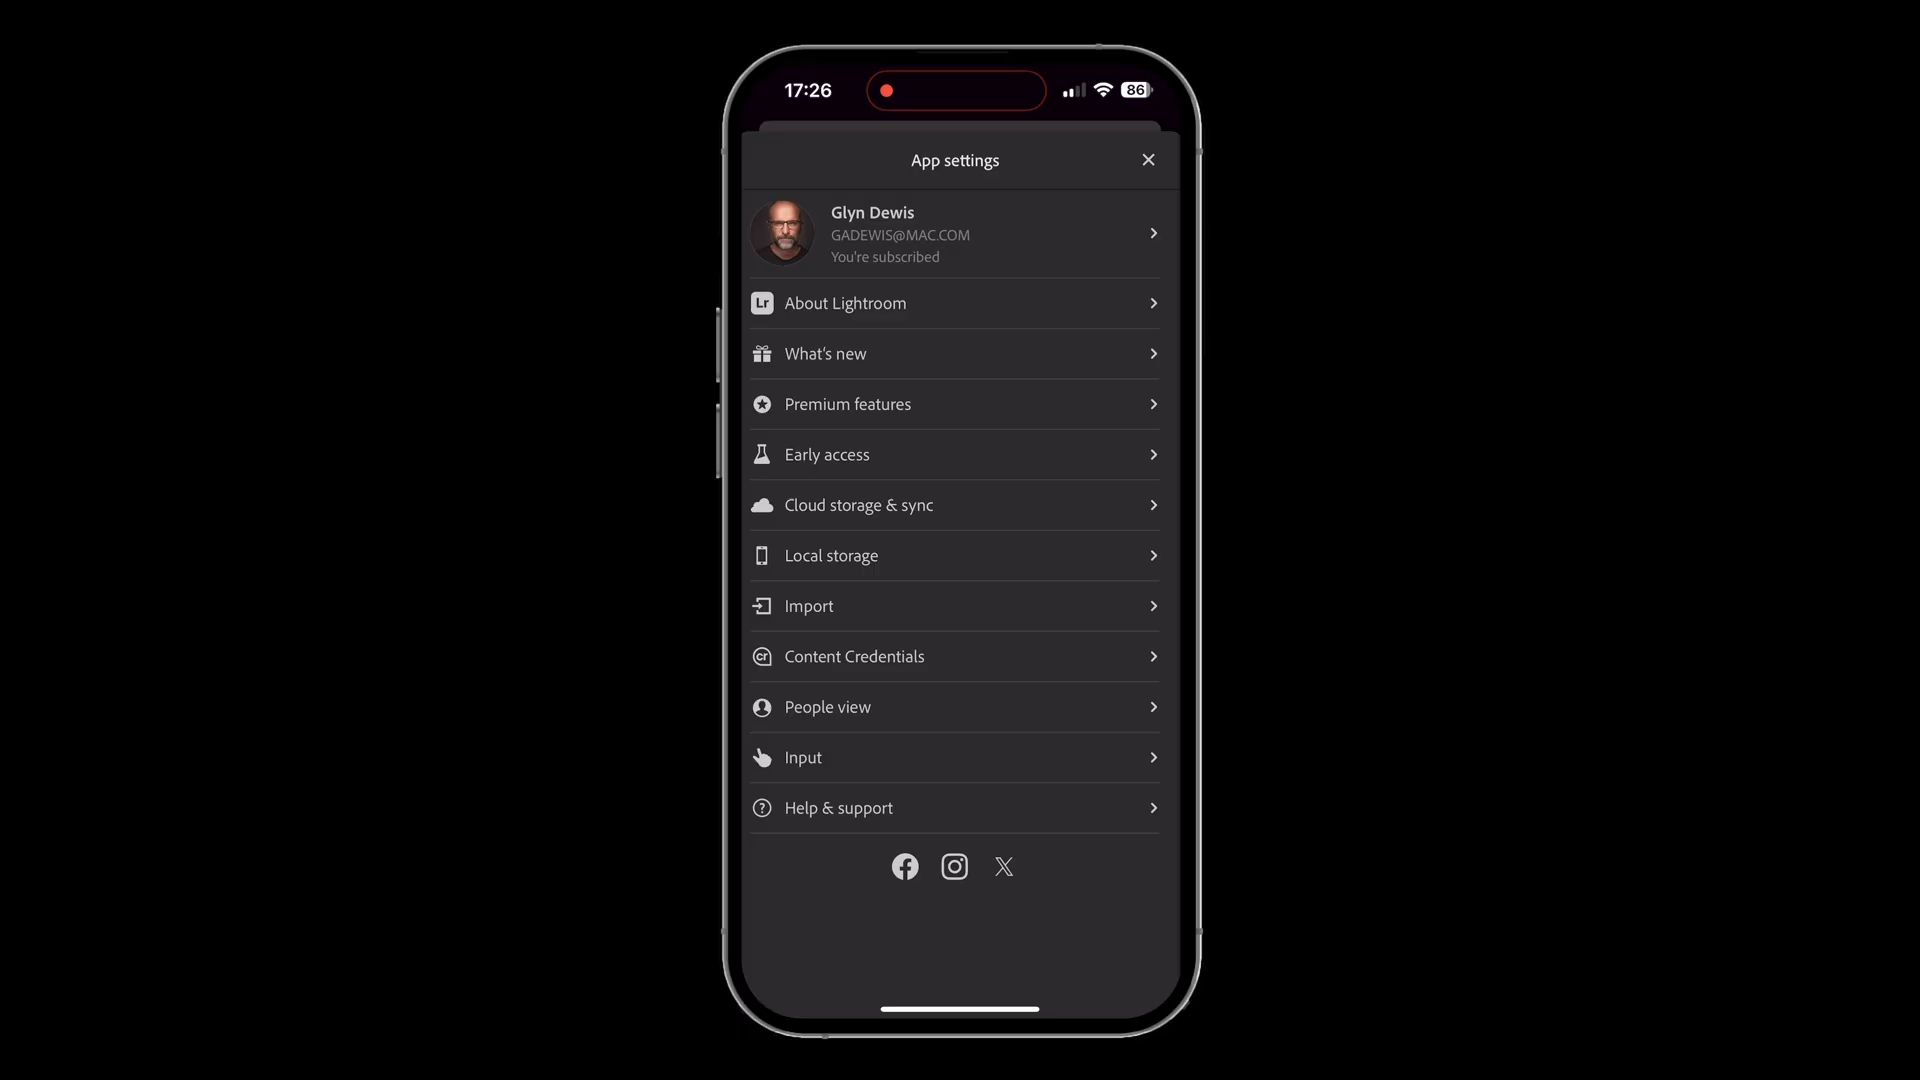 17:26
86
App settings
Glyn Dewis
GADEWIS@MAC.COM
You're subscribed
Lr About Lightroom
What's new
Premium features
Early access
Cloud storage & sync
Local storage
Import
cr Content Credentials
People view
Input
? Help & support